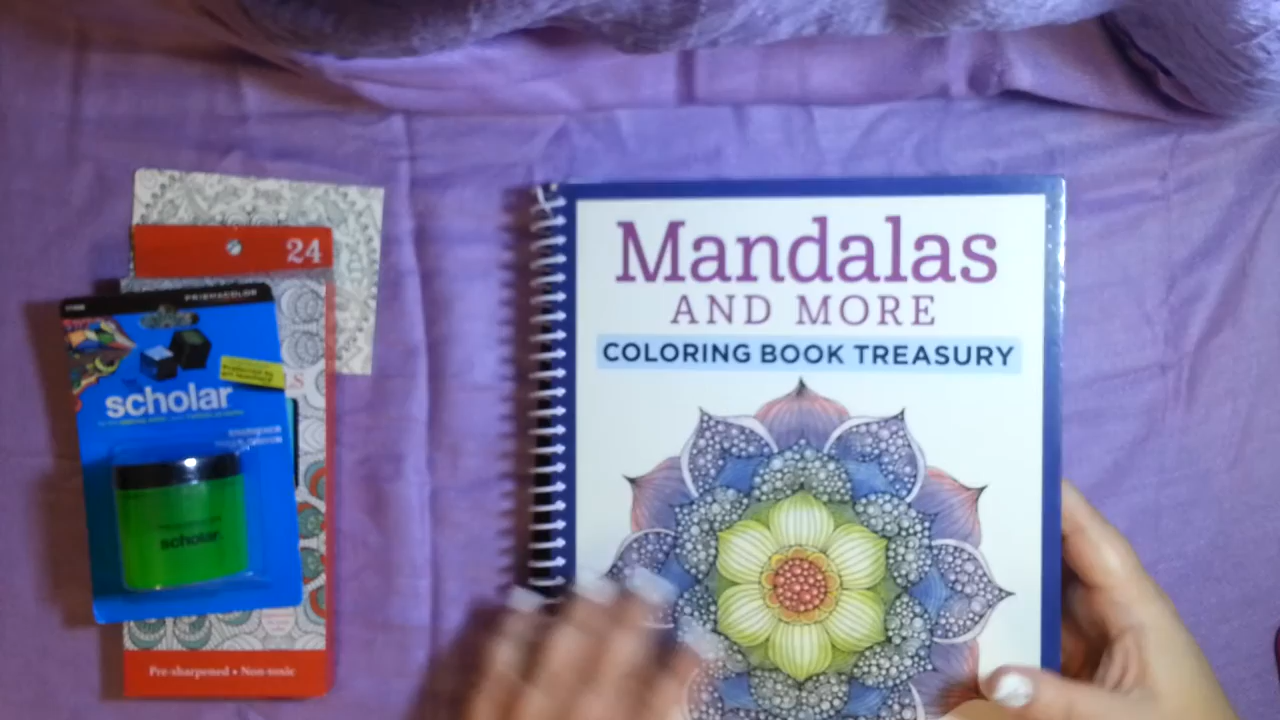 24
PRISMACOLOR
scholar
scholar.
Pre-sharpened • Non-toxic
Mandalas
AND MORE
COLORING BOOK TREASURY